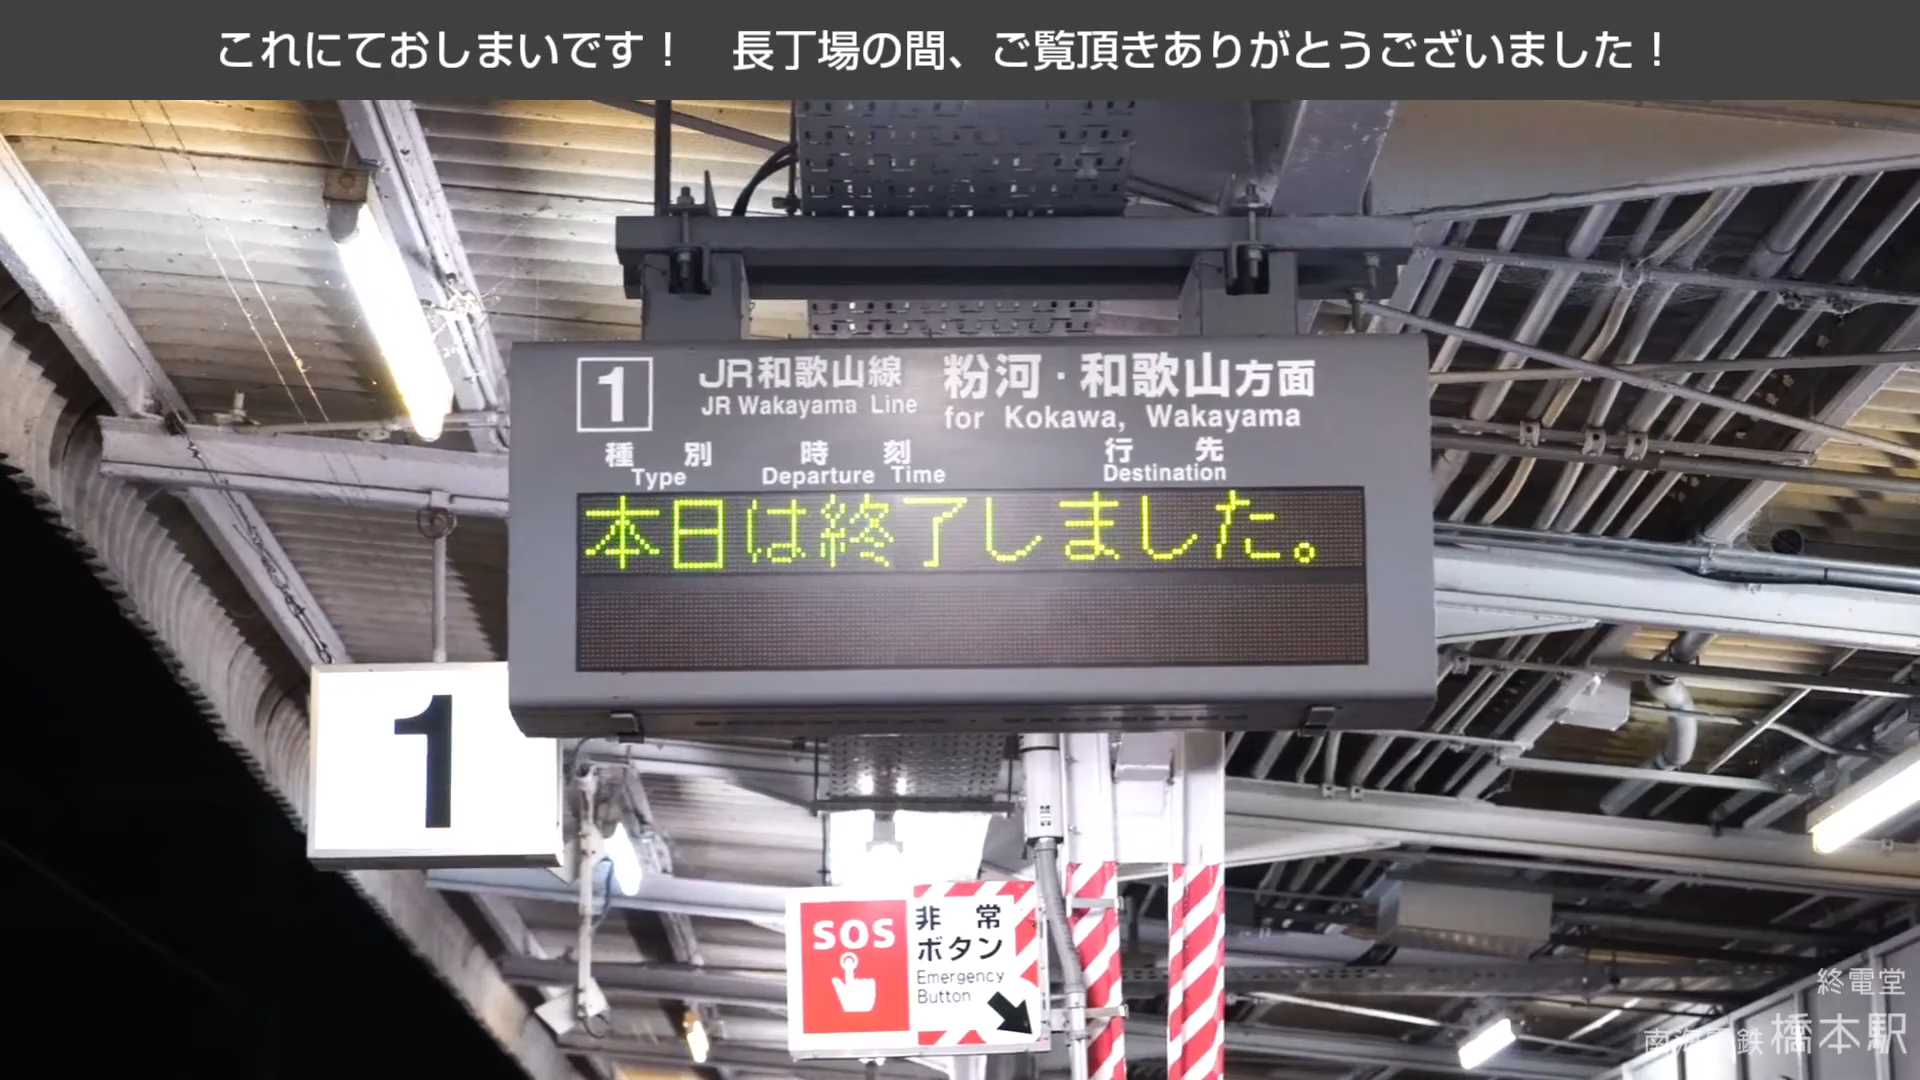 これにておしまいです！　長丁場の間、ご覧頂きありがとうございました！
1 JR和歌山線 粉河・和歌山方面
JR Wakayama Line for Kokawa, Wakayama
種別 時刻 行先
Type Departure Time Destination
本日は終了しました。
1
SOS
非常
ボタン
Emergency
Button
終電堂
南海電鉄 橋本駅